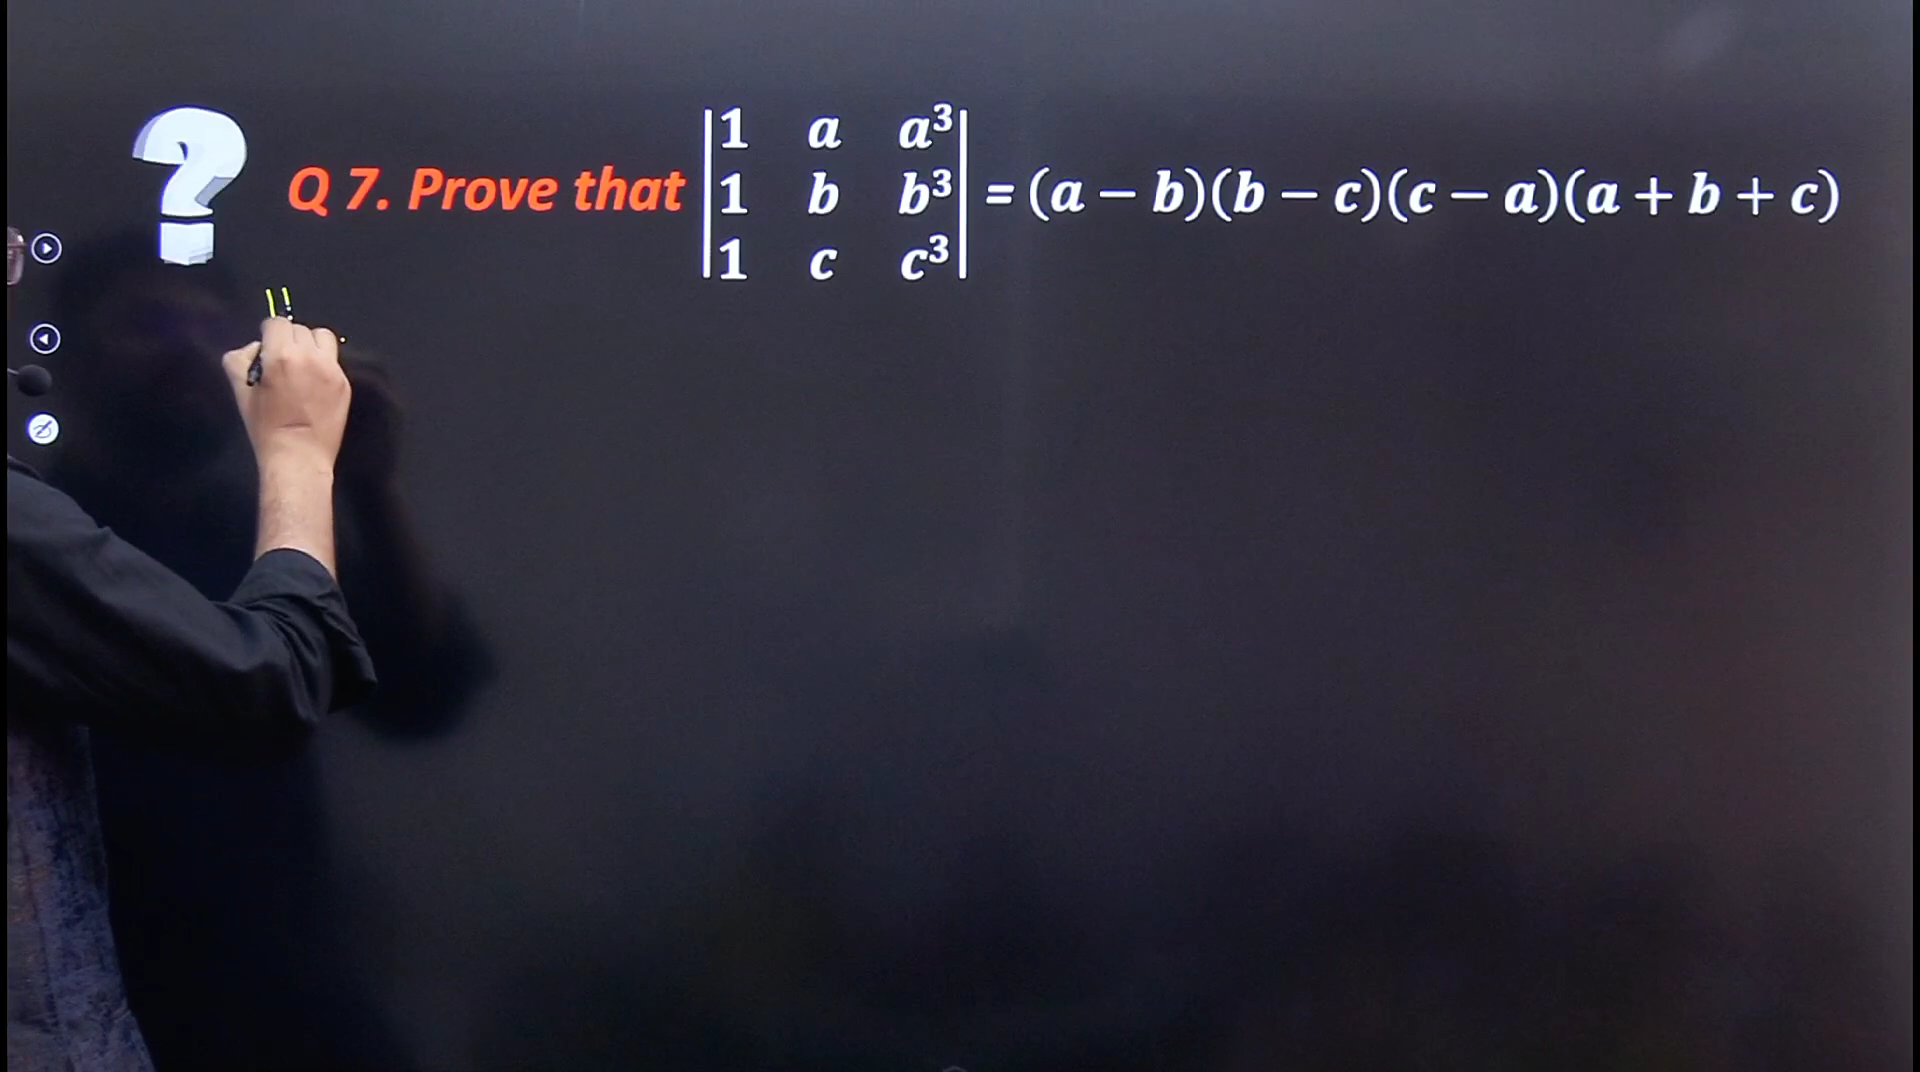 Q 7. Prove that |1 a a³| = (a − b)(b − c)(c − a)(a + b + c)
|1 b b³|
|1 c c³|